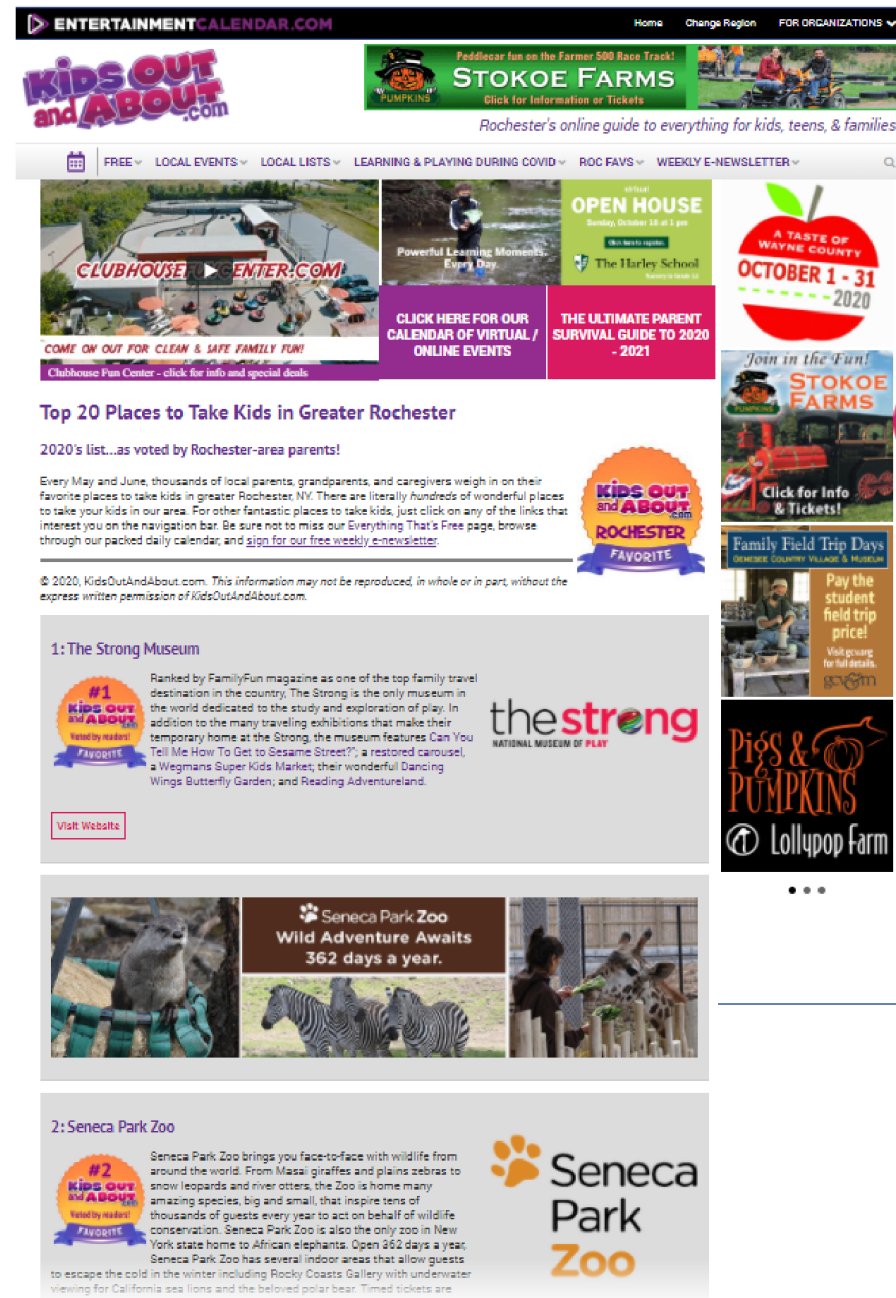 ENTERTAINMENTCALENDAR.COM
Home Change Region FOR ORGANIZATIONS
KIDS OUT
and ABOUT
.com
Peddlecar fun on the Farmer 500 Race Track!
STOKOE FARMS
Click for Information or Tickets
PUMPKINS
Rochester's online guide to everything for kids, teens, & families
FREE LOCAL EVENTS LOCAL LISTS LEARNING & PLAYING DURING COVID ROC FAVS WEEKLY E-NEWSLETTER
CLUBHOUSEFUNCENTER.COM
COME ON OUT FOR CLEAN & SAFE FAMILY FUN!
Clubhouse Fun Center - click for info and special deals
Powerful Learning Moments.
Every Day.
virtual
OPEN HOUSE
Sunday, October 18 at 1 pm
Click here to register.
The Harley School
CLICK HERE FOR OUR
CALENDAR OF VIRTUAL /
ONLINE EVENTS
THE ULTIMATE PARENT
SURVIVAL GUIDE TO 2020
- 2021
A TASTE OF
WAYNE COUNTY
OCTOBER 1 - 31
2020
Join in the Fun!
STOKOE
FARMS
PUMPKINS
Click for Info
& Tickets!
Family Field Trip Days
GENESEE COUNTRY VILLAGE & MUSEUM
Pay the
student
field trip
price!
Visit gcv.org
for full details.
gcv&m
Pigs &
PUMPKINS
Lollypop Farm
Top 20 Places to Take Kids in Greater Rochester
2020's list...as voted by Rochester-area parents!
Every May and June, thousands of local parents, grandparents, and caregivers weigh in on their
favorite places to take kids in greater Rochester, NY. There are literally hundreds of wonderful places
to take your kids in our area. For other fantastic places to take kids, just click on any of the links that
interest you on the navigation bar. Be sure not to miss our Everything That's Free page, browse
through our packed daily calendar, and sign for our free weekly e-newsletter.
KIDS OUT
and ABOUT
.com
ROCHESTER
FAVORITE
© 2020, KidsOutAndAbout.com. This information may not be reproduced, in whole or in part, without the
express written permission of KidsOutAndAbout.com.
1: The Strong Museum
#1
KIDS OUT
and ABOUT
.com
Voted by readers!
FAVORITE
Ranked by FamilyFun magazine as one of the top family travel
destination in the country, The Strong is the only museum in
the world dedicated to the study and exploration of play. In
addition to the many traveling exhibitions that make their
temporary home at the Strong, the museum features Can You
Tell Me How To Get to Sesame Street?"; a restored carousel,
a Wegmans Super Kids Market; their wonderful Dancing
Wings Butterfly Garden; and Reading Adventureland.
thestrong
NATIONAL MUSEUM OF PLAY
Visit Website
Seneca Park Zoo
Wild Adventure Awaits
362 days a year.
2: Seneca Park Zoo
#2
KIDS OUT
and ABOUT
.com
Voted by readers!
FAVORITE
Seneca Park Zoo brings you face-to-face with wildlife from
around the world. From Masai giraffes and plains zebras to
snow leopards and river otters, the Zoo is home many
amazing species, big and small, that inspire tens of
thousands of guests every year to act on behalf of wildlife
conservation. Seneca Park Zoo is also the only zoo in New
York state home to African elephants. Open 362 days a year,
Seneca Park Zoo has several indoor areas that allow guests
to escape the cold in the winter including Rocky Coasts Gallery with underwater
viewing for California sea lions and the beloved polar bear. Timed tickets are
Seneca
Park
Zoo